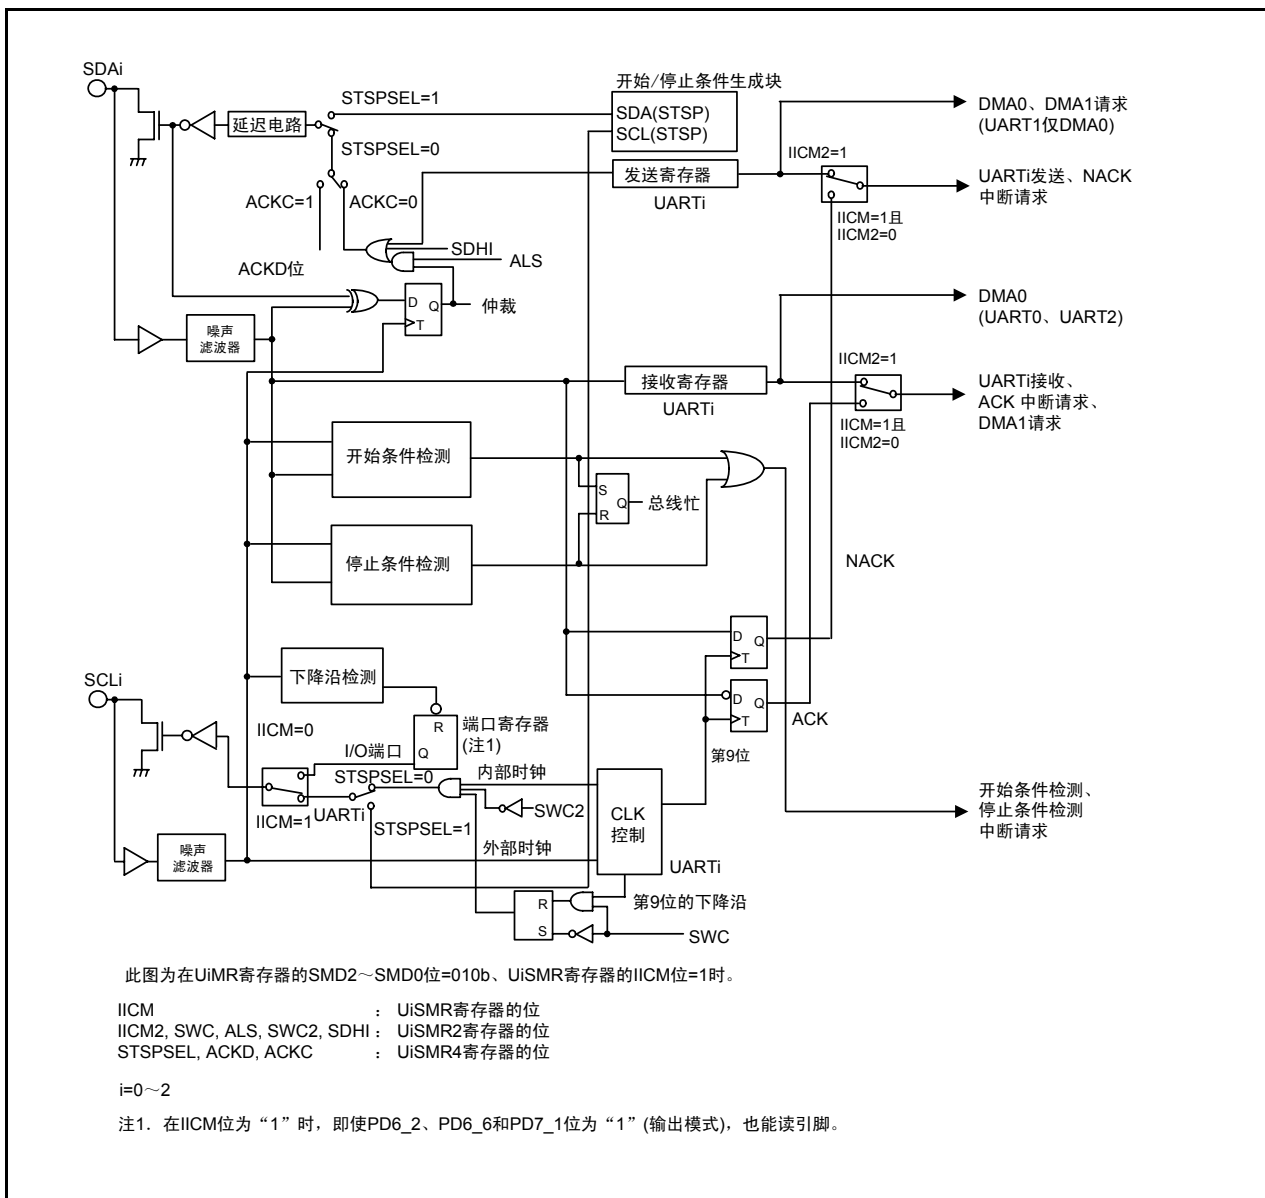 SDAi
开始/停止条件生成块
STSPSEL=1
SDA(STSP)
SCL(STSP)
DMA0、DMA1请求
(UART1仅DMA0)
延迟电路
STSPSEL=0
IICM2=1
发送寄存器
UARTi发送、NACK
中断请求
ACKC=1
ACKC=0
UARTi
IICM=1且
IICM2=0
SDHI
ALS
ACKD位
D
Q
T
仲裁
DMA0
(UART0、UART2)
噪声
滤波器
IICM2=1
接收寄存器
UARTi接收、
ACK 中断请求、
DMA1请求
UARTi
IICM=1且
IICM2=0
开始条件检测
S
Q
R
总线忙
停止条件检测
NACK
D
Q
T
下降沿检测
SCLi
D
Q
T
ACK
R
Q
端口寄存器
(注1)
IICM=0
I/O端口
第9位
STSPSEL=0
内部时钟
开始条件检测、
停止条件检测
中断请求
IICM=1
UARTi
SWC2
CLK
控制
STSPSEL=1
噪声
滤波器
外部时钟
UARTi
R
S
第9位的下降沿
SWC
此图为在UiMR寄存器的SMD2～SMD0位=010b、UiSMR寄存器的IICM位=1时。
IICM : UiSMR寄存器的位
IICM2, SWC, ALS, SWC2, SDHI : UiSMR2寄存器的位
STSPSEL, ACKD, ACKC : UiSMR4寄存器的位
i=0～2
注1. 在IICM位为“1”时，即使PD6_2、PD6_6和PD7_1位为“1”(输出模式)，也能读引脚。